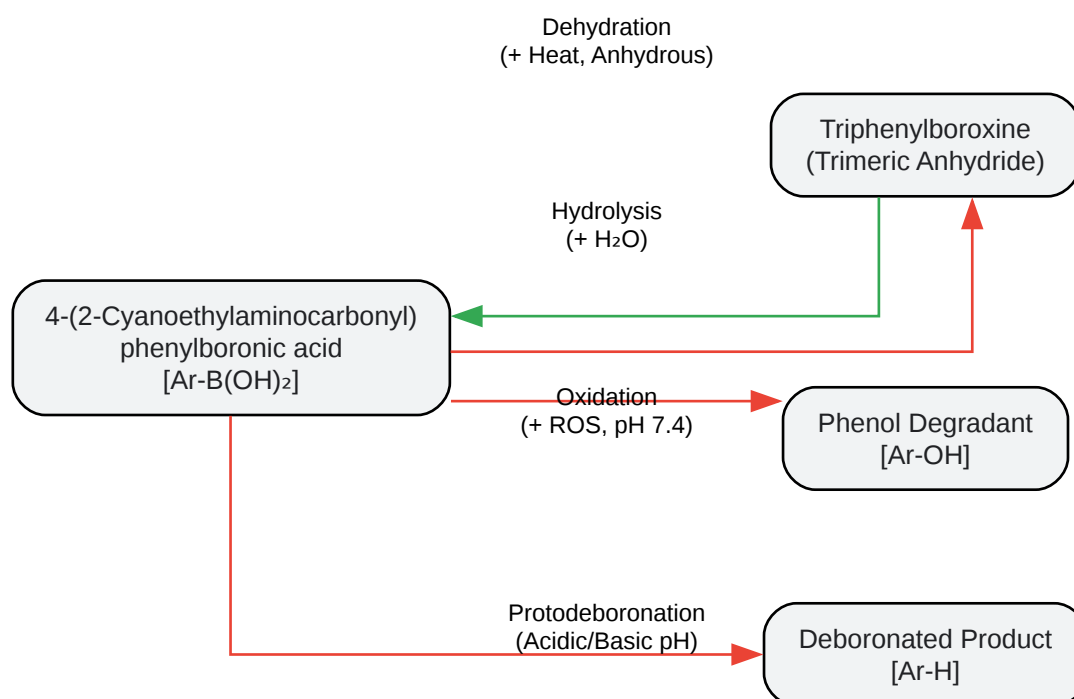 Dehydration
(+ Heat, Anhydrous)
Triphenylboroxine
(Trimeric Anhydride)
Hydrolysis
(+ H₂O)
4-(2-Cyanoethylaminocarbonyl)
phenylboronic acid
[Ar-B(OH)₂]
Oxidation
(+ ROS, pH 7.4)
Phenol Degradant
[Ar-OH]
Protodeboronation
(Acidic/Basic pH)
Deboronated Product
[Ar-H]